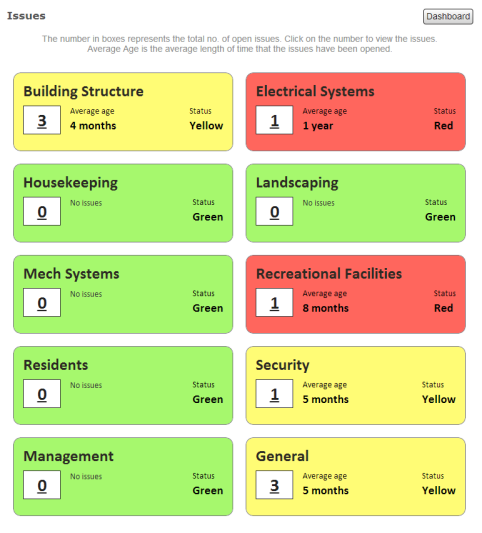 Issues
Dashboard
The number in boxes represents the total no. of open issues. Click on the number to view the issues.
Average Age is the average length of time that the issues have been opened.
Building Structure
3
Average age
4 months
Status
Yellow
Electrical Systems
1
Average age
1 year
Status
Red
Housekeeping
0
No issues
Status
Green
Landscaping
0
No issues
Status
Green
Mech Systems
0
No issues
Status
Green
Recreational Facilities
1
Average age
8 months
Status
Red
Residents
0
No issues
Status
Green
Security
1
Average age
5 months
Status
Yellow
Management
0
No issues
Status
Green
General
3
Average age
5 months
Status
Yellow